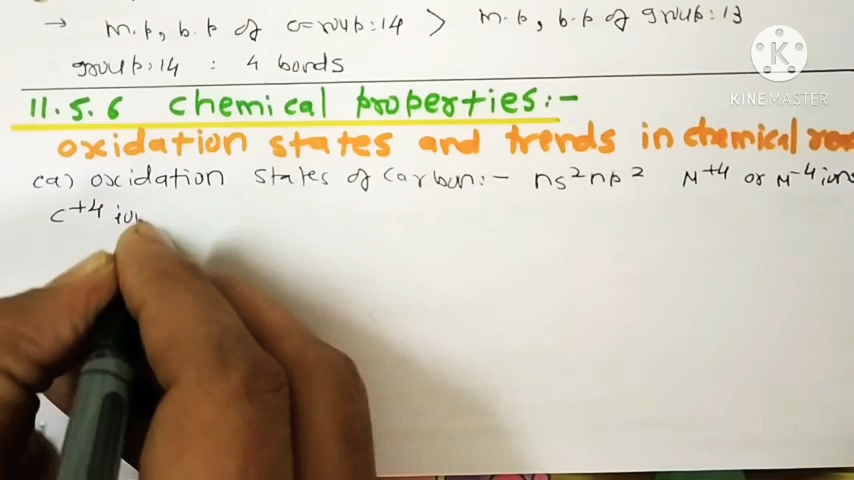 → m.p, b.p of Group:14 > m.p, b.p of group:13
group:14 : 4 bonds
KINEMASTER
11.5.6 chemical properties:-
oxidation states and trends in chemical
(a) oxidation states of carbon:- ns²np² M⁺⁴ or M⁻⁴ ions
C⁺⁴ ion